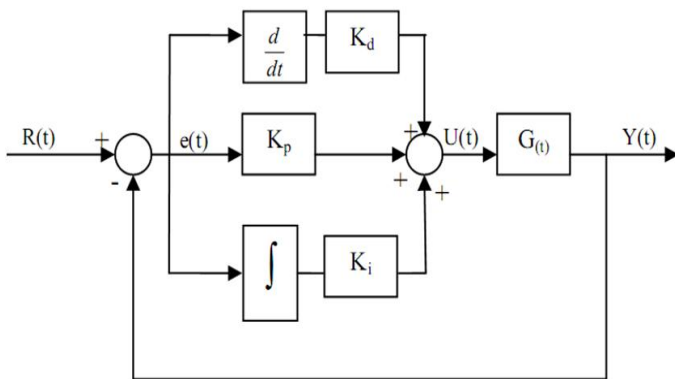 d
dt
K_d
R(t)
+
-
e(t)
K_p
+
+
+
U(t)
G_(t)
Y(t)
∫
K_i